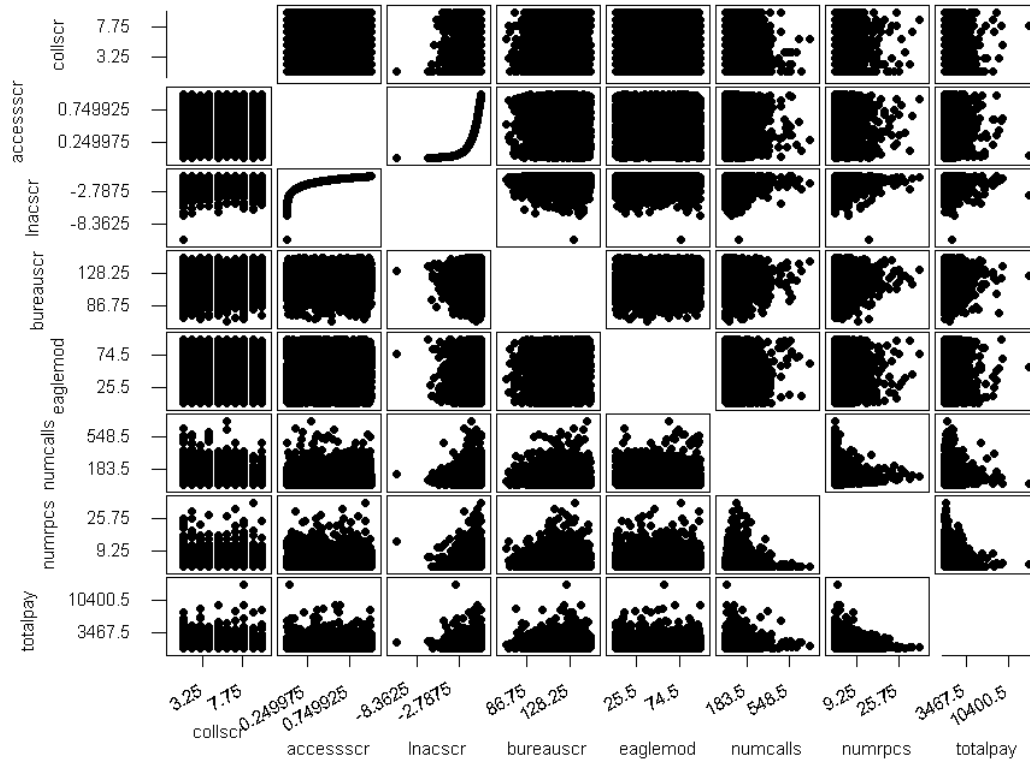 collscr
7.75
3.25
accessscr
0.749925
0.249975
lnacscr
-2.7875
-8.3625
bureauscr
128.25
86.75
eaglemod
74.5
25.5
numcalls
548.5
183.5
numrpcs
25.75
9.25
totalpay
10400.5
3467.5
3.25 7.75 0.249975 0.749925 -8.3625 -2.7875 86.75 128.25 25.5 74.5 183.5 548.5 9.25 25.75 3467.5 10400.5
collscr accessscr lnacscr bureauscr eaglemod numcalls numrpcs totalpay